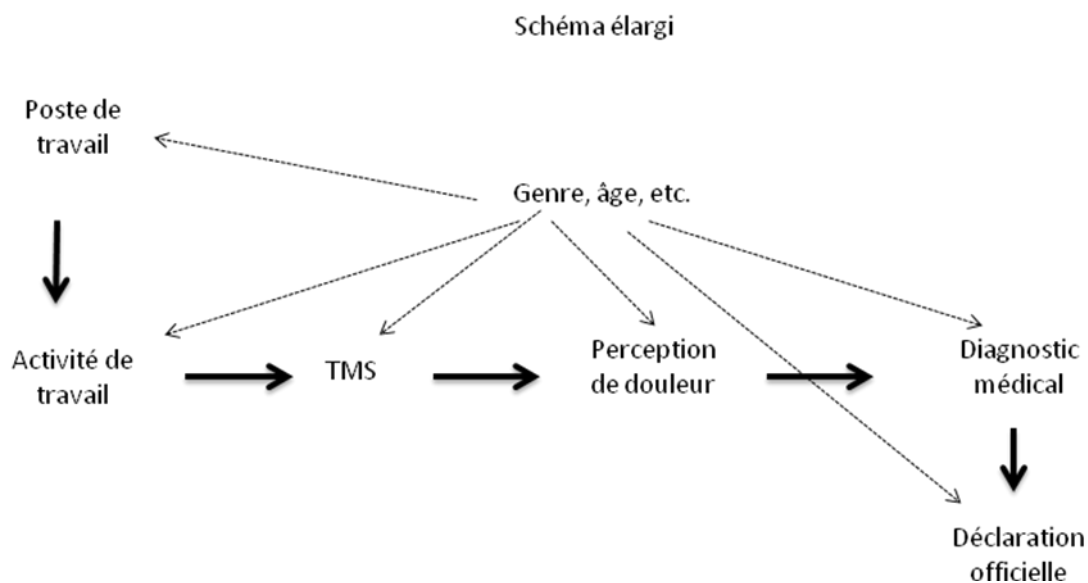 Schéma élargi
Poste de
travail
Genre, âge, etc.
Activité de
travail
TMS
Perception
de douleur
Diagnostic
médical
Déclaration
officielle